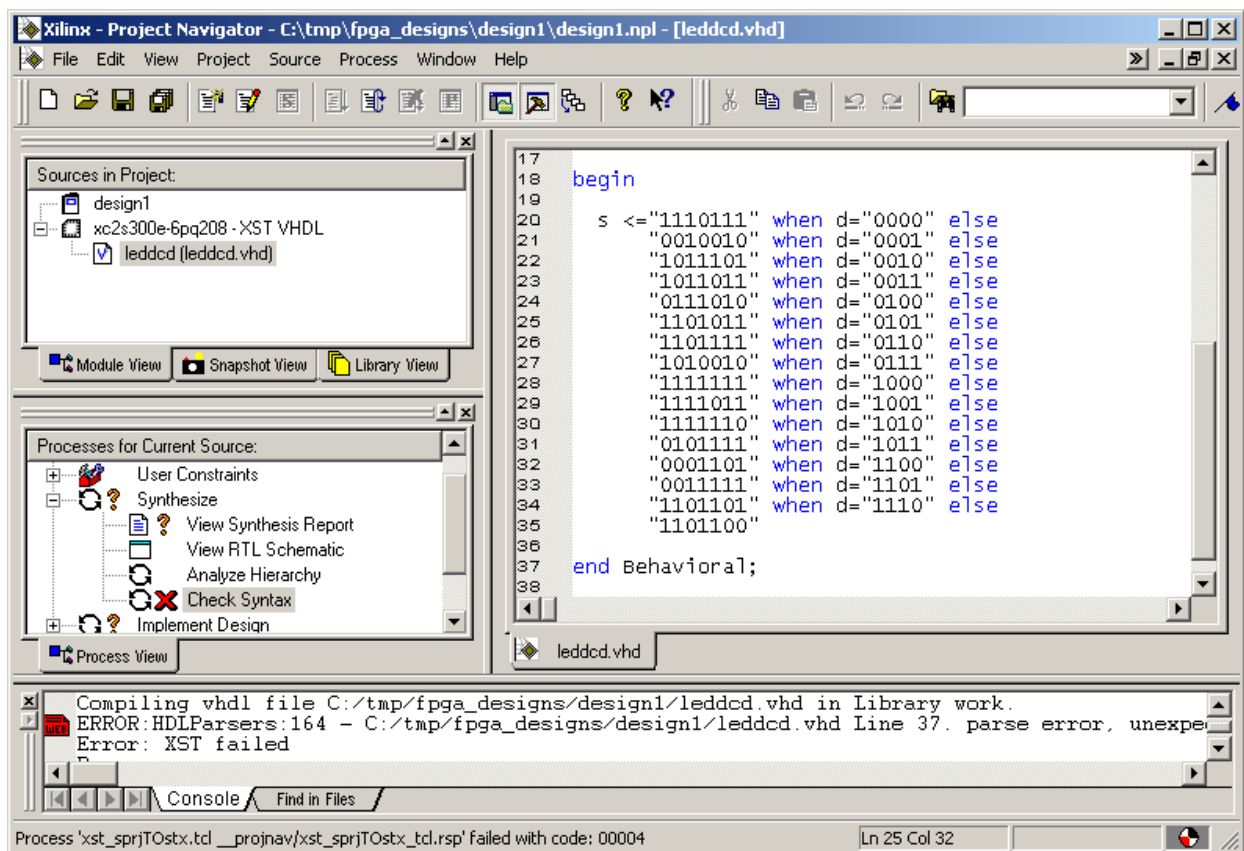 Xilinx - Project Navigator - C:\tmp\fpga_designs\design1\design1.npl - [leddcd.vhd]
File Edit View Project Source Process Window Help
Sources in Project:
design1
xc2s300e-6pq208 - XST VHDL
leddcd (leddcd.vhd)
Module View Snapshot View Library View
Processes for Current Source:
User Constraints
Synthesize
View Synthesis Report
View RTL Schematic
Analyze Hierarchy
Check Syntax
Implement Design
Process View
17
18 begin
19
20 s <="1110111" when d="0000" else
21 "0010010" when d="0001" else
22 "1011101" when d="0010" else
23 "1011011" when d="0011" else
24 "0111010" when d="0100" else
25 "1101011" when d="0101" else
26 "1101111" when d="0110" else
27 "1010010" when d="0111" else
28 "1111111" when d="1000" else
29 "1111011" when d="1001" else
30 "1111110" when d="1010" else
31 "0101111" when d="1011" else
32 "0001101" when d="1100" else
33 "0011111" when d="1101" else
34 "1101101" when d="1110" else
35 "1101100"
36
37 end Behavioral;
38
leddcd.vhd
Compiling vhdl file C:/tmp/fpga_designs/design1/leddcd.vhd in Library work.
ERROR:HDLParsers:164 - C:/tmp/fpga_designs/design1/leddcd.vhd Line 37. parse error, unexpe
Error: XST failed
Console Find in Files
Process 'xst_sprjTOstx.tcl __projnav/xst_sprjTOstx_tcl.rsp' failed with code: 00004 Ln 25 Col 32